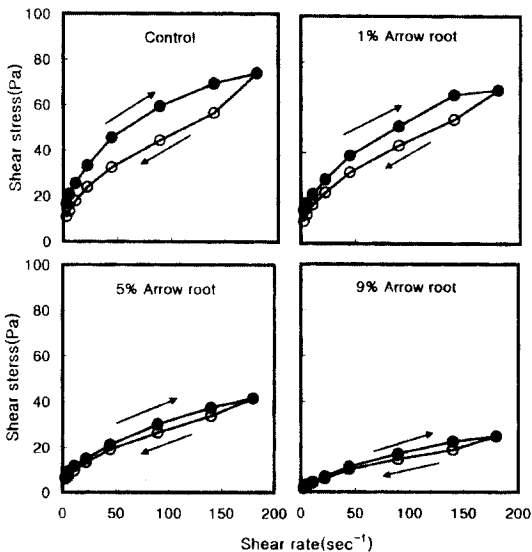 100
80
60
40
20
0
Shear stress(Pa)
Control
1% Arrow root
100
80
60
40
20
0
Shear sterss(Pa)
5% Arrow root
9% Arrow root
0 50 100 150 200
0 50 100 150 200
Shear rate(sec⁻¹)